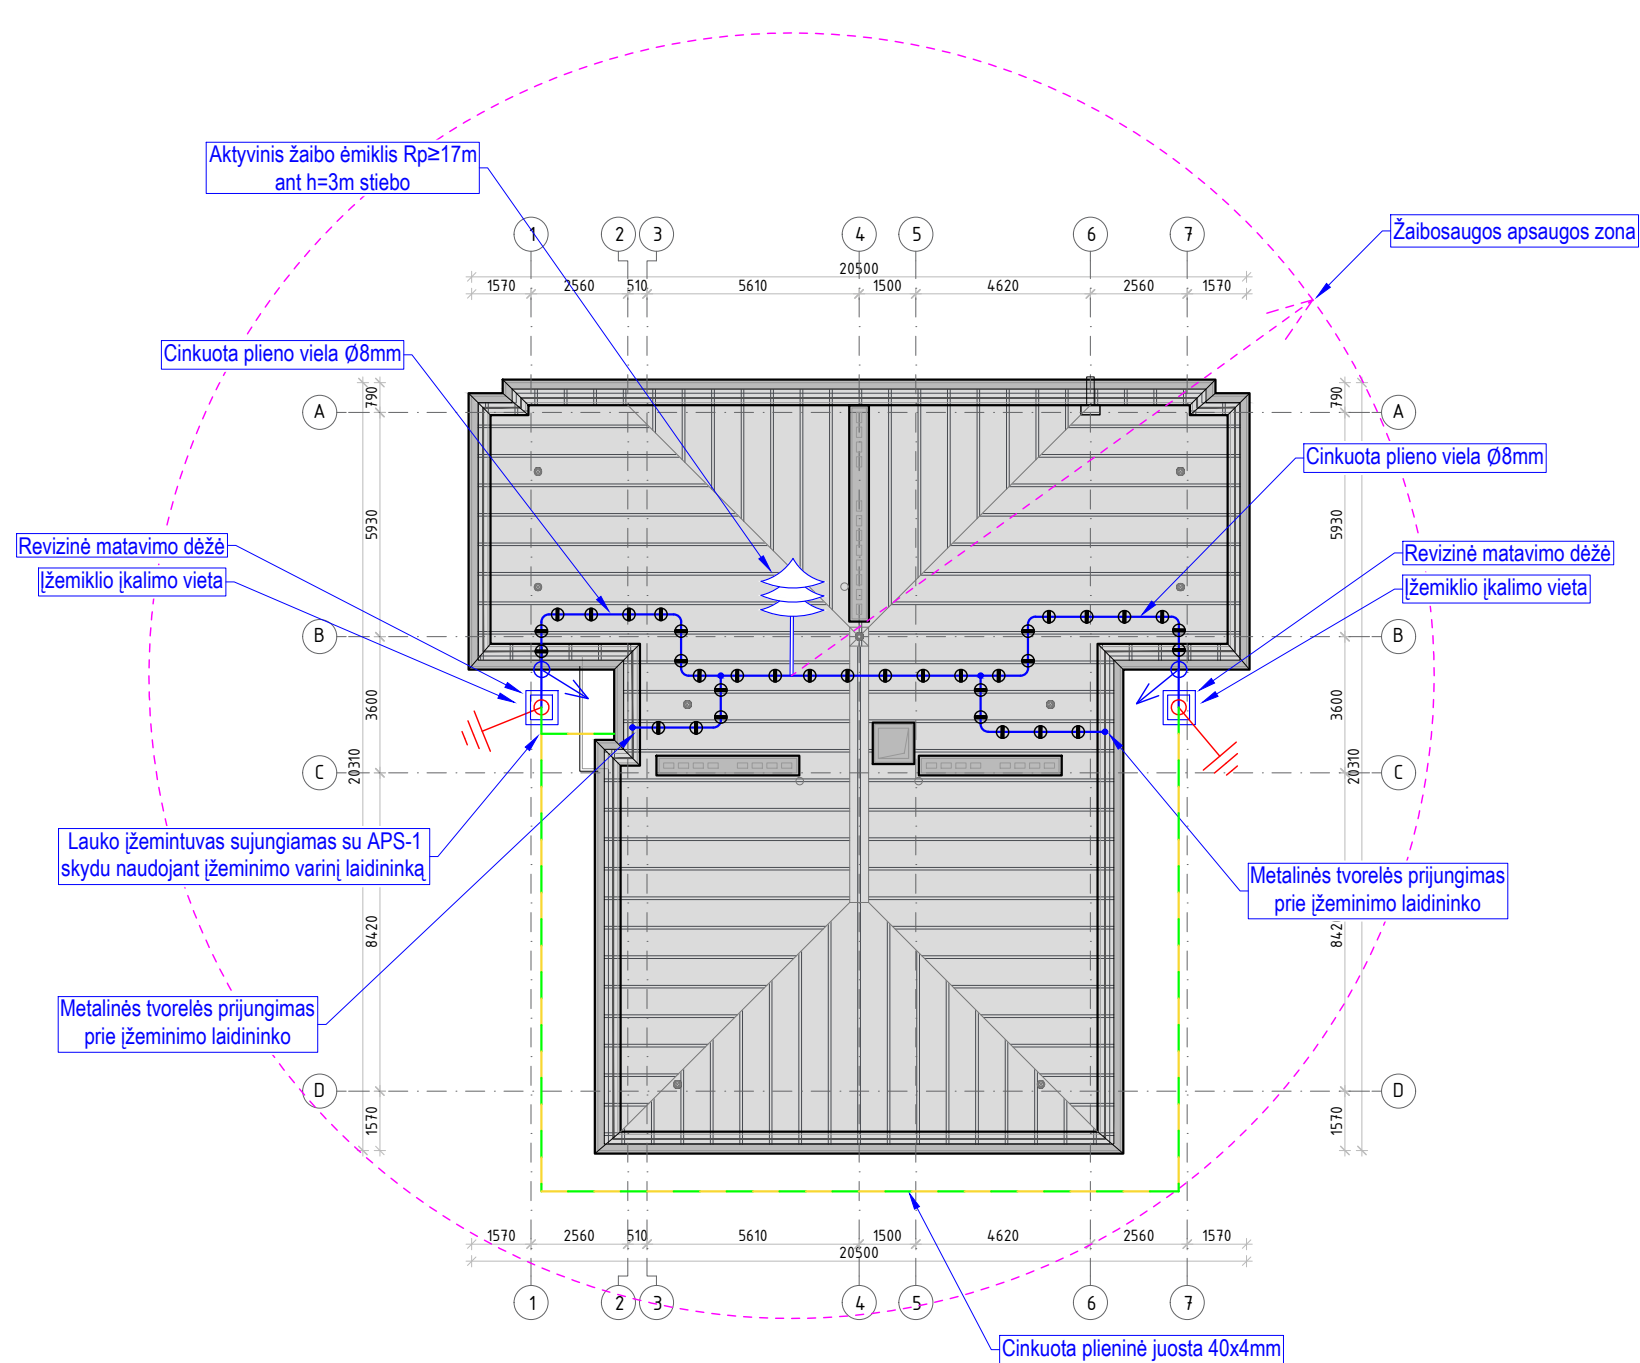 Aktyvinis žaibo ėmiklis Rp≥17m
ant h=3m stiebo
Žaibosaugos apsaugos zona
1 2 3 4 5 6 7
20500
1570 2560 510 5610 1500 4620 2560 1570
Cinkuota plieno viela Ø8mm
Cinkuota plieno viela Ø8mm
A 790 790 A
5930 5930
Revizinė matavimo dėžė
Įžemiklio įkalimo vieta
Revizinė matavimo dėžė
Įžemiklio įkalimo vieta
B B
3600 3600
C 20310 20310 C
Lauko įžemintuvas sujungiamas su APS-1
skydu naudojant įžeminimo varinį laidininką
Metalinės tvorelės prijungimas
prie įžeminimo laidininko
8420 8420
Metalinės tvorelės prijungimas
prie įžeminimo laidininko
D D
1570 1570
1570 2560 510 5610 1500 4620 2560 1570
20500
1 2 3 4 5 6 7
Cinkuota plieninė juosta 40x4mm